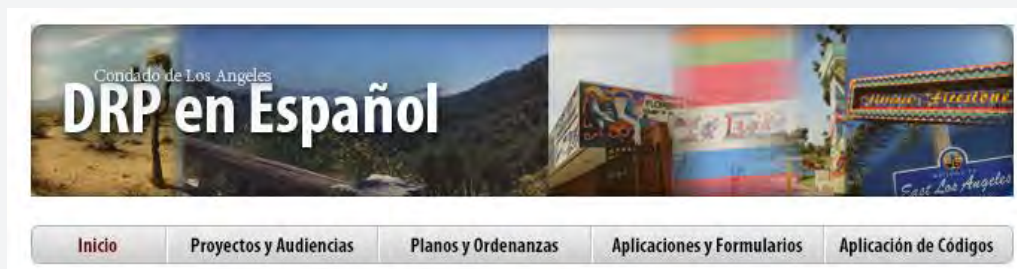 Condado de Los Angeles
DRP en Español
East Los Angeles
Inicio
Proyectos y Audiencias
Planos y Ordenanzas
Aplicaciones y Formularios
Aplicación de Códigos